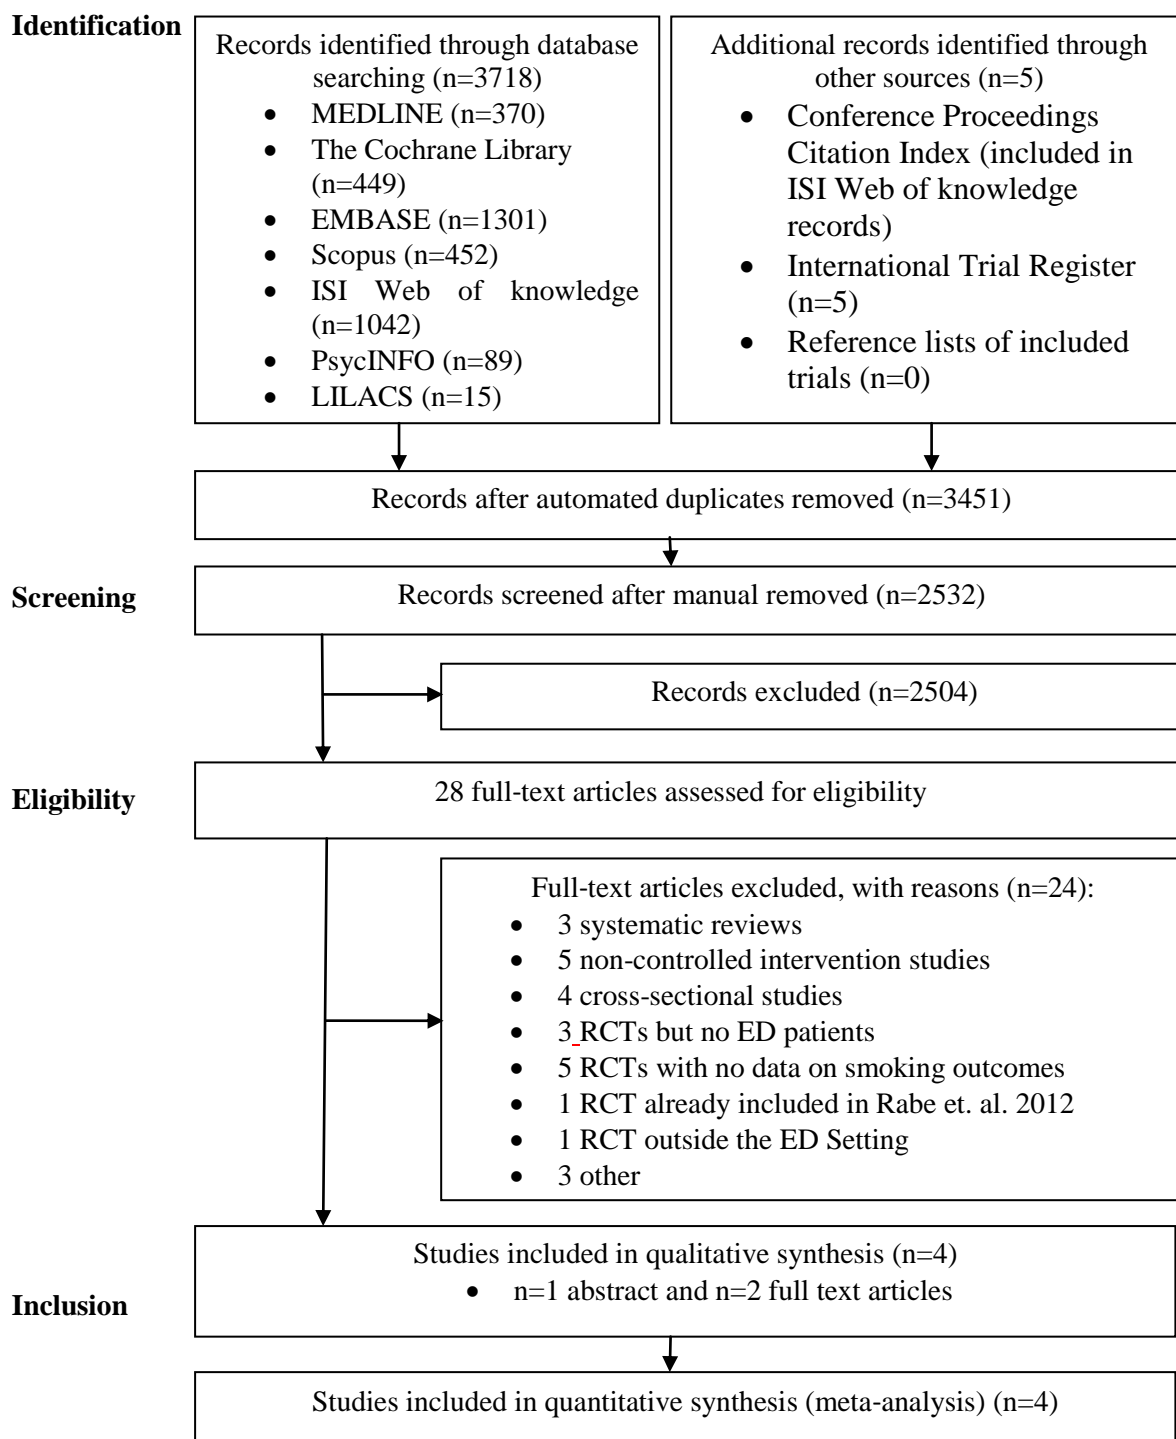 Identification
Records identified through database
searching (n=3718)
• MEDLINE (n=370)
• The Cochrane Library
(n=449)
• EMBASE (n=1301)
• Scopus (n=452)
• ISI Web of knowledge
(n=1042)
• PsycINFO (n=89)
• LILACS (n=15)
Additional records identified through
other sources (n=5)
• Conference Proceedings
Citation Index (included in
ISI Web of knowledge
records)
• International Trial Register
(n=5)
• Reference lists of included
trials (n=0)
Records after automated duplicates removed (n=3451)
Screening
Records screened after manual removed (n=2532)
Records excluded (n=2504)
Eligibility
28 full-text articles assessed for eligibility
Full-text articles excluded, with reasons (n=24):
• 3 systematic reviews
• 5 non-controlled intervention studies
• 4 cross-sectional studies
• 3 RCTs but no ED patients
• 5 RCTs with no data on smoking outcomes
• 1 RCT already included in Rabe et. al. 2012
• 1 RCT outside the ED Setting
• 3 other
Inclusion
Studies included in qualitative synthesis (n=4)
• n=1 abstract and n=2 full text articles
Studies included in quantitative synthesis (meta-analysis) (n=4)